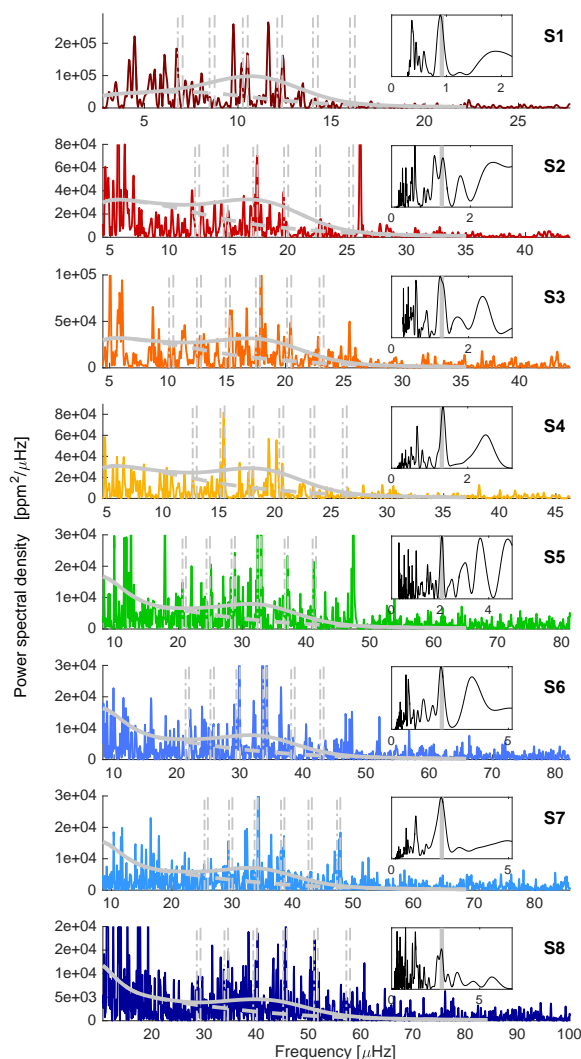 2e+05
1e+05
0
5 10 15 20 25
0 1 2
S1
8e+04
6e+04
4e+04
2e+04
0
5 10 15 20 25 30 35 40 45
0 2
S2
1e+05
5e+04
0
5 10 15 20 25 30 35 40
0 2
S3
8e+04
6e+04
4e+04
2e+04
0
5 10 15 20 25 30 35 40 45
0 2
S4
Power spectral density [ppm²/μHz]
3e+04
2e+04
1e+04
0
10 20 30 40 50 60 70 80
0 2 4
S5
3e+04
2e+04
1e+04
0
10 20 30 40 50 60 70 80
0 5
S6
3e+04
2e+04
1e+04
0
10 20 30 40 50 60 70 80
0 5
S7
2e+04
2e+04
1e+04
5e+03
0
20 30 40 50 60 70 80 90 100
0 5
S8
Frequency [μHz]